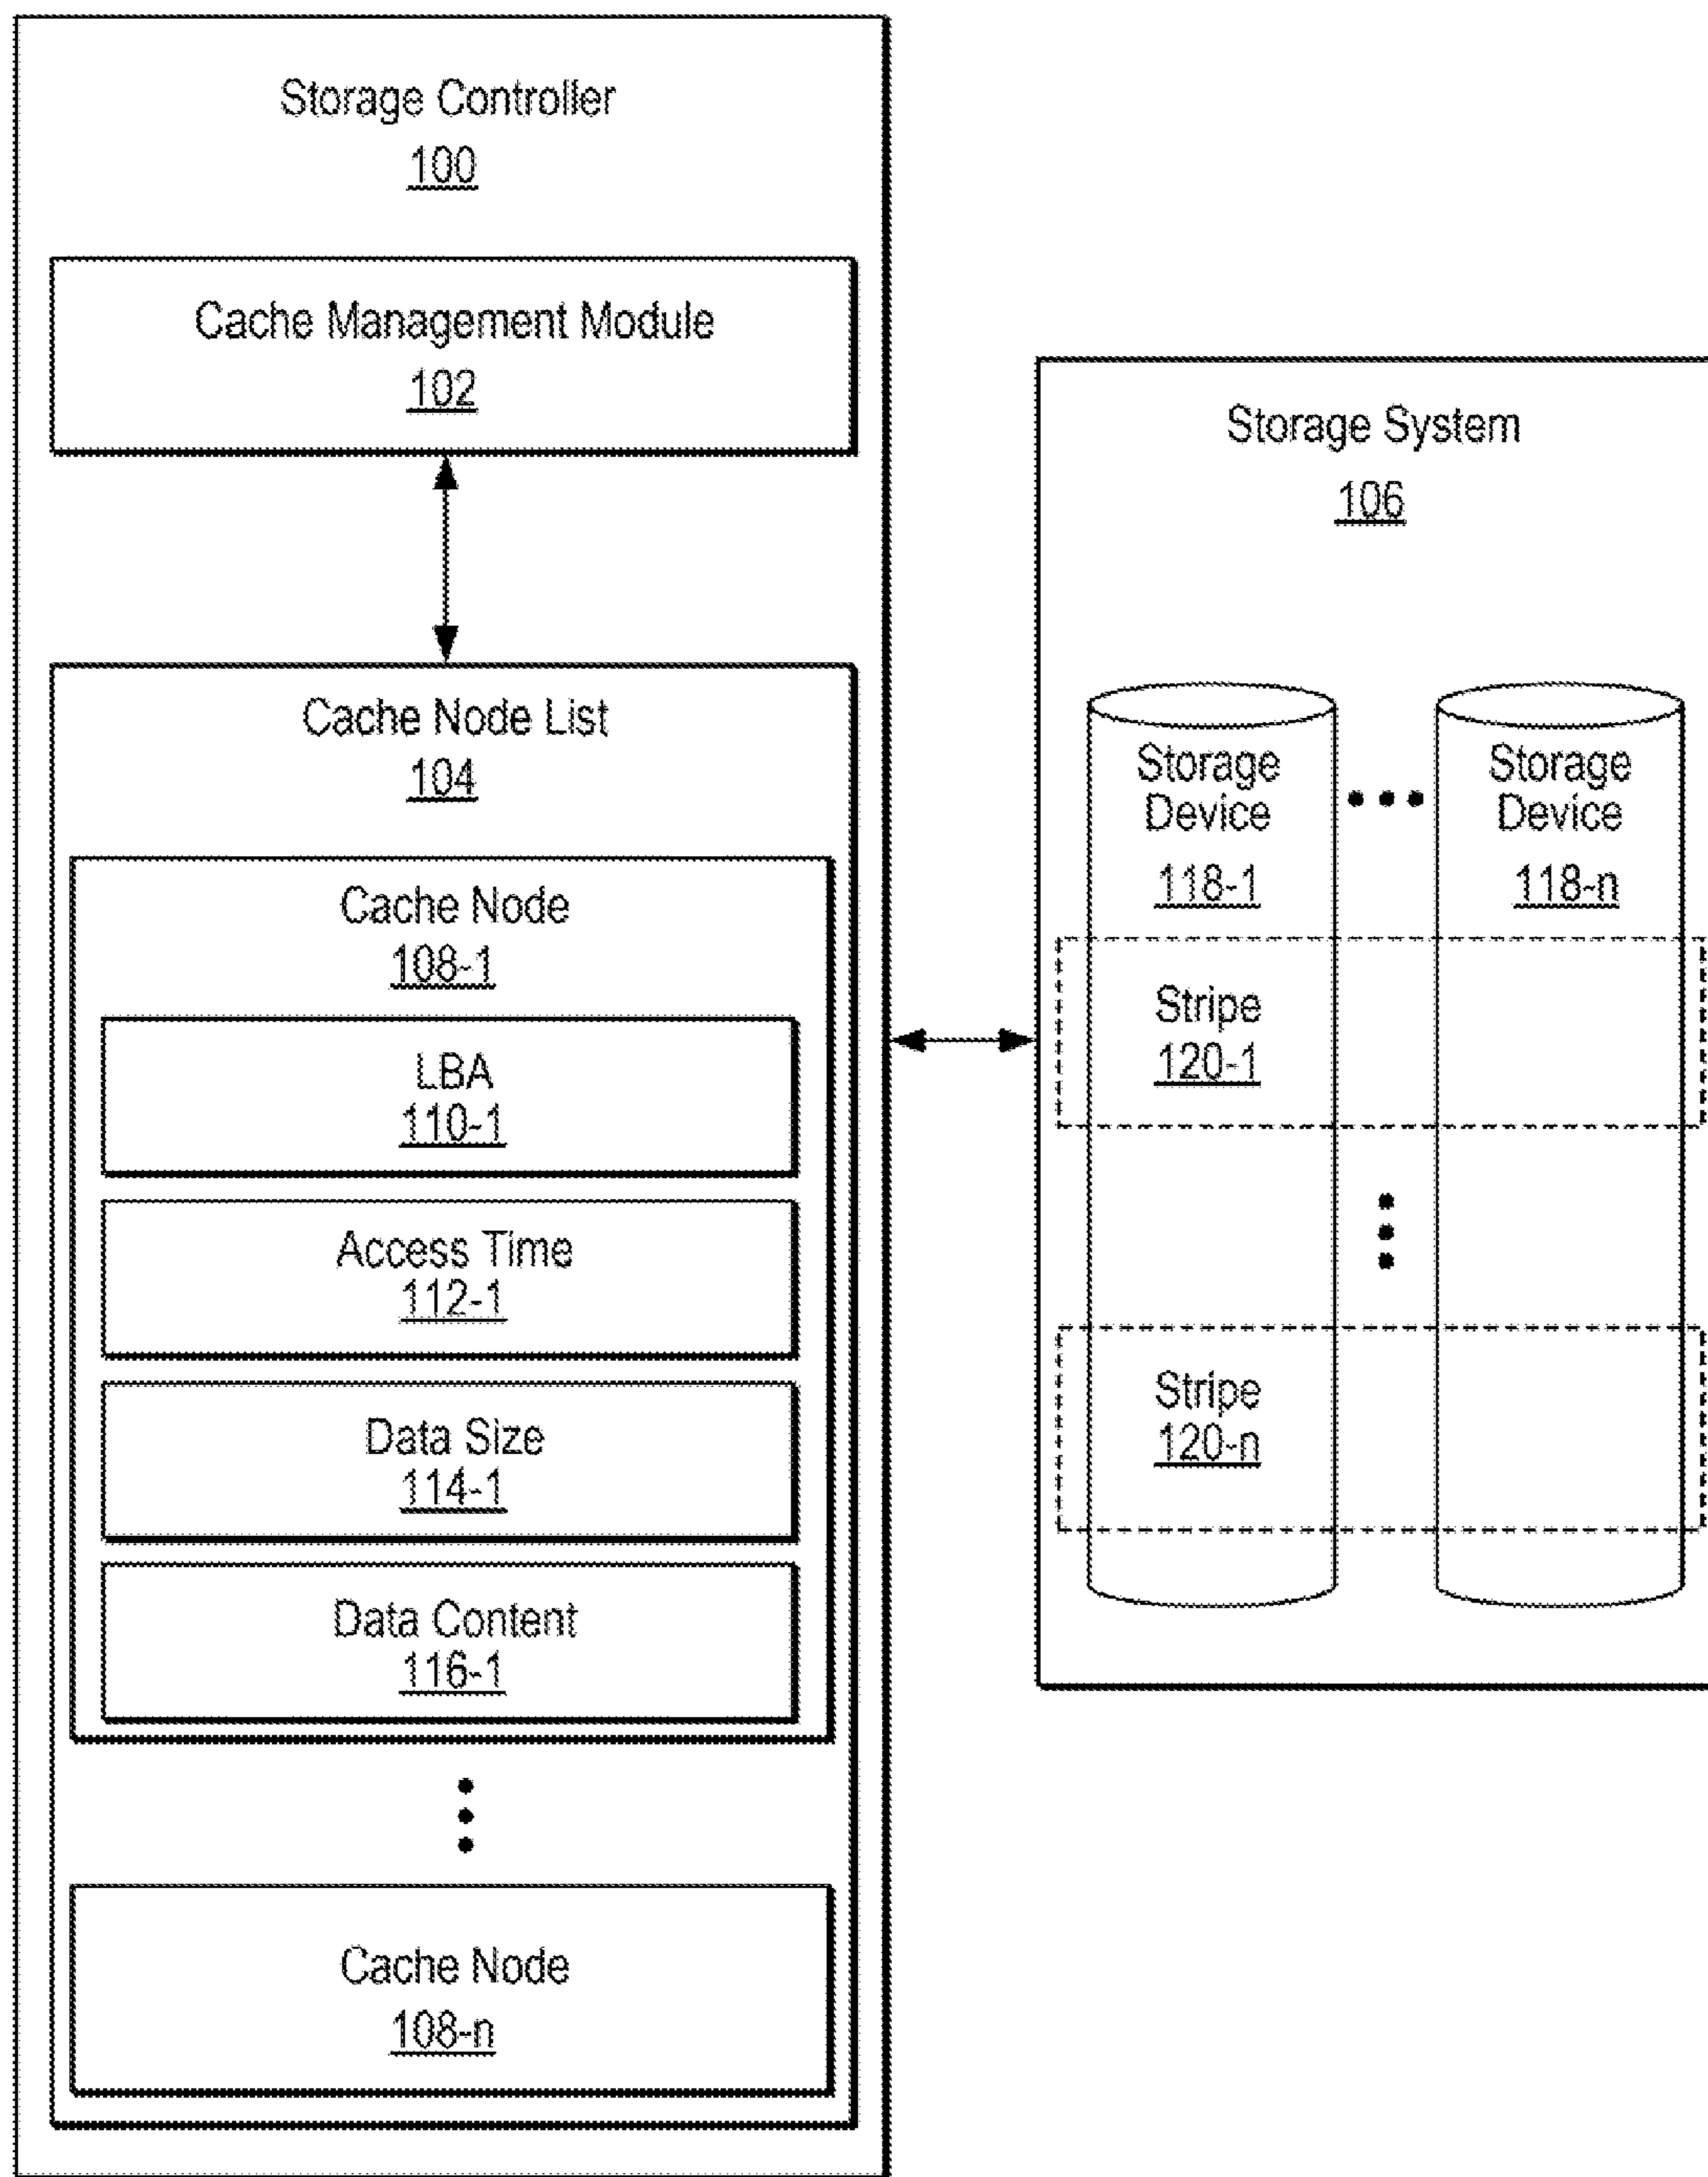 Storage Controller
100
Cache Management Module
102
Cache Node List
104
Cache Node
108-1
LBA
110-1
Access Time
112-1
Data Size
114-1
Data Content
116-1
Cache Node
108-n
Storage System
106
Storage
Device
118-1
Storage
Device
118-n
Stripe
120-1
Stripe
120-n